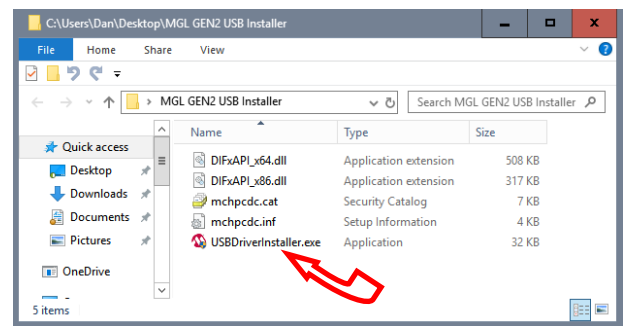 C:\Users\Dan\Desktop\MGL GEN2 USB Installer
File Home Share View
MGL GEN2 USB Installer Search MGL GEN2 USB Installer
Name Type Size
Quick access
DIFxAPI_x64.dll Application extension 508 KB
Desktop
DIFxAPI_x86.dll Application extension 317 KB
Downloads
mchpcdc.cat Security Catalog 7 KB
Documents
mchpcdc.inf Setup Information 4 KB
Pictures
USBDriverInstaller.exe Application 32 KB
OneDrive
5 items